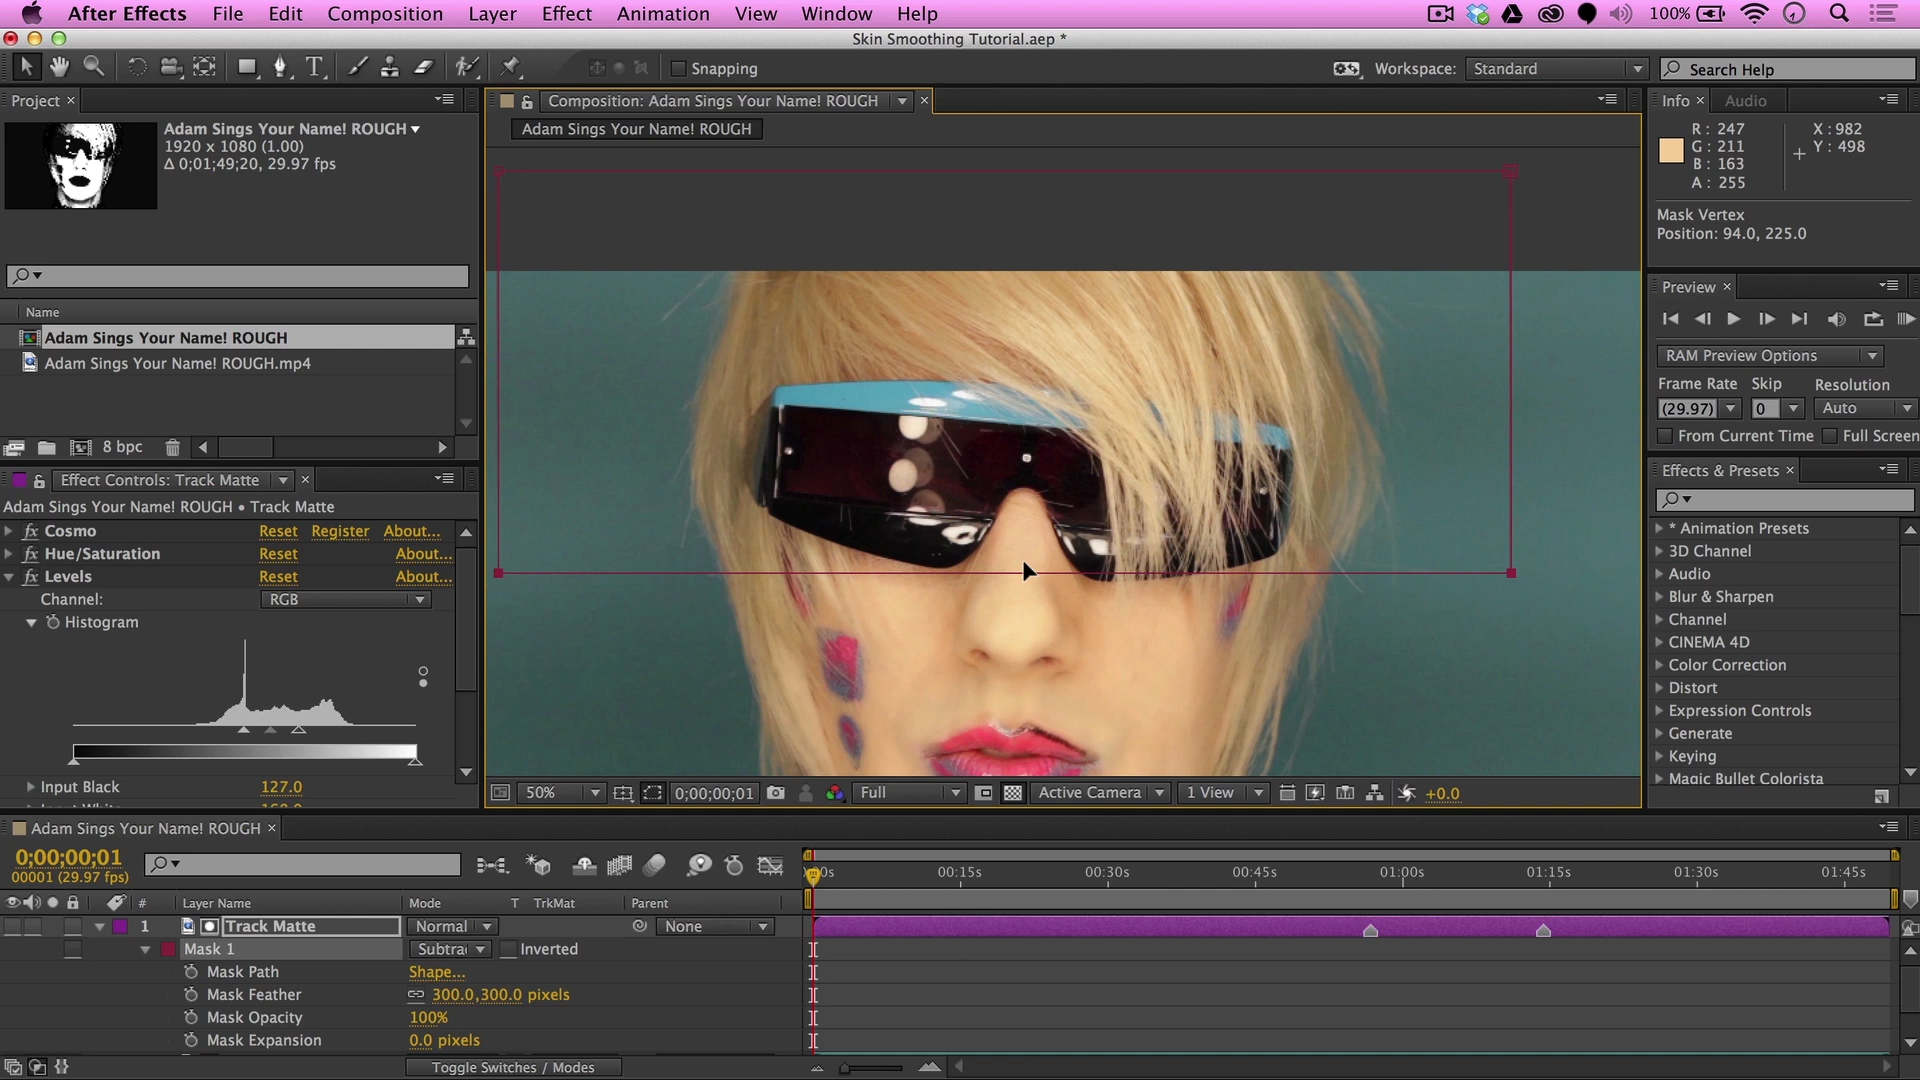 After Effects File Edit Composition Layer Effect Animation View Window Help 100%
Skin Smoothing Tutorial.aep *
Snapping Workspace: Standard Search Help
Project ×
Adam Sings Your Name! ROUGH
1920 x 1080 (1.00)
Δ 0;01;49;20, 29.97 fps
Name
Adam Sings Your Name! ROUGH
Adam Sings Your Name! ROUGH.mp4
8 bpc
Effect Controls: Track Matte ×
Adam Sings Your Name! ROUGH • Track Matte
fx Cosmo Reset Register About...
fx Hue/Saturation Reset About...
fx Levels Reset About...
Channel: RGB
Histogram
Input Black 127.0
Composition: Adam Sings Your Name! ROUGH ×
Adam Sings Your Name! ROUGH
50% 0;00;00;01 Full Active Camera 1 View +0.0
Info × Audio
R: 247 X: 982
G: 211 Y: 498
B: 163
A: 255
Mask Vertex
Position: 94.0, 225.0
Preview ×
RAM Preview Options
Frame Rate Skip Resolution
(29.97) 0 Auto
From Current Time Full Screen
Effects & Presets ×
* Animation Presets
3D Channel
Audio
Blur & Sharpen
Channel
CINEMA 4D
Color Correction
Distort
Expression Controls
Generate
Keying
Magic Bullet Colorista
Adam Sings Your Name! ROUGH ×
0;00;00;01
00001 (29.97 fps)
00s 00:15s 00:30s 00:45s 01:00s 01:15s 01:30s 01:45s
# Layer Name Mode T TrkMat Parent
1 Track Matte Normal None
Mask 1 Subtra Inverted
Mask Path Shape...
Mask Feather 300.0,300.0 pixels
Mask Opacity 100%
Mask Expansion 0.0 pixels
Toggle Switches / Modes